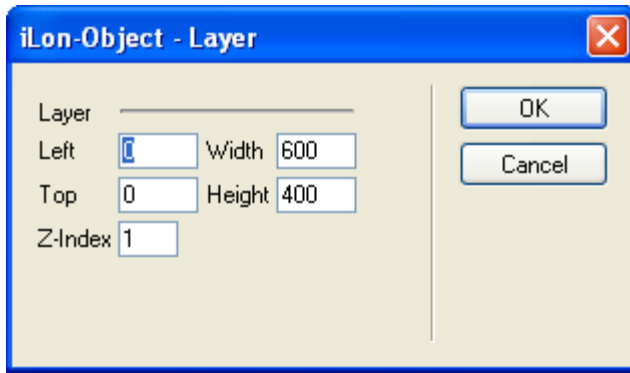 iLon-Object - Layer
Layer
OK
Left 0 Width 600
Cancel
Top 0 Height 400
Z-Index 1